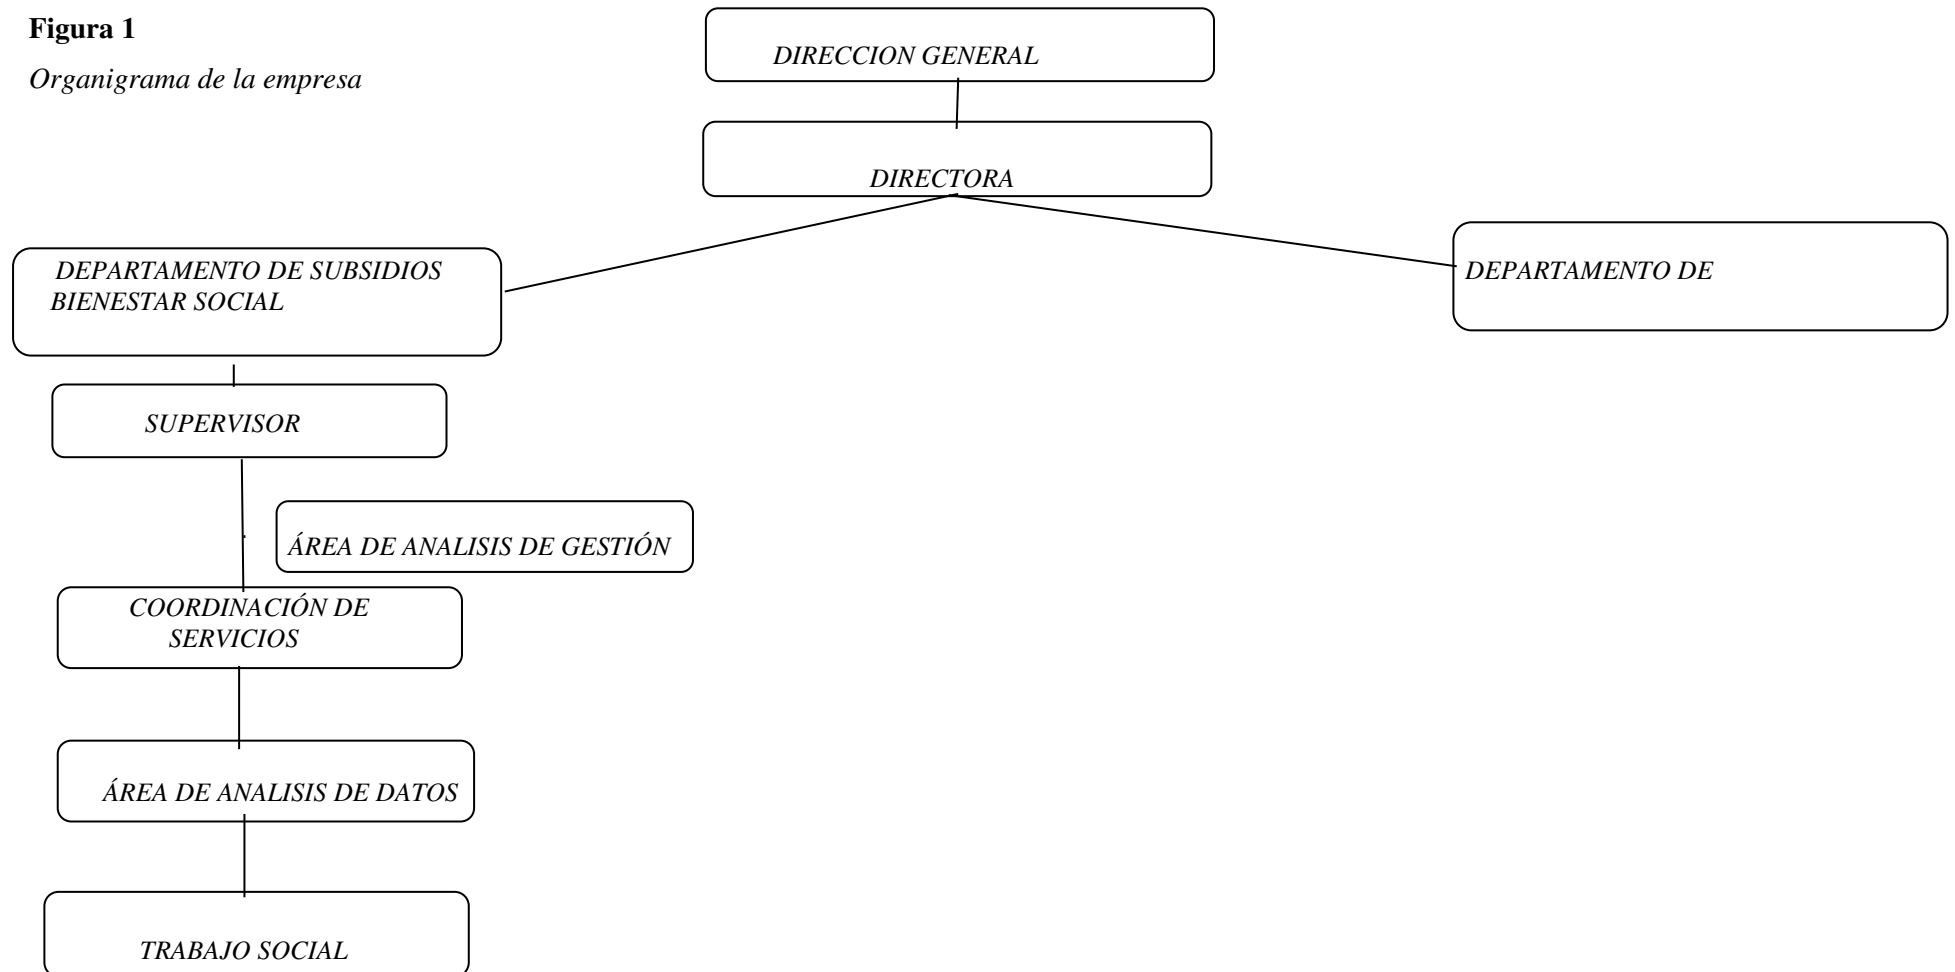 Figura 1
Organigrama de la empresa
DIRECCION GENERAL
DIRECTORA
DEPARTAMENTO DE SUBSIDIOS
BIENESTAR SOCIAL
DEPARTAMENTO DE
SUPERVISOR
ÁREA DE ANALISIS DE GESTIÓN
COORDINACIÓN DE
SERVICIOS
ÁREA DE ANALISIS DE DATOS
TRABAJO SOCIAL